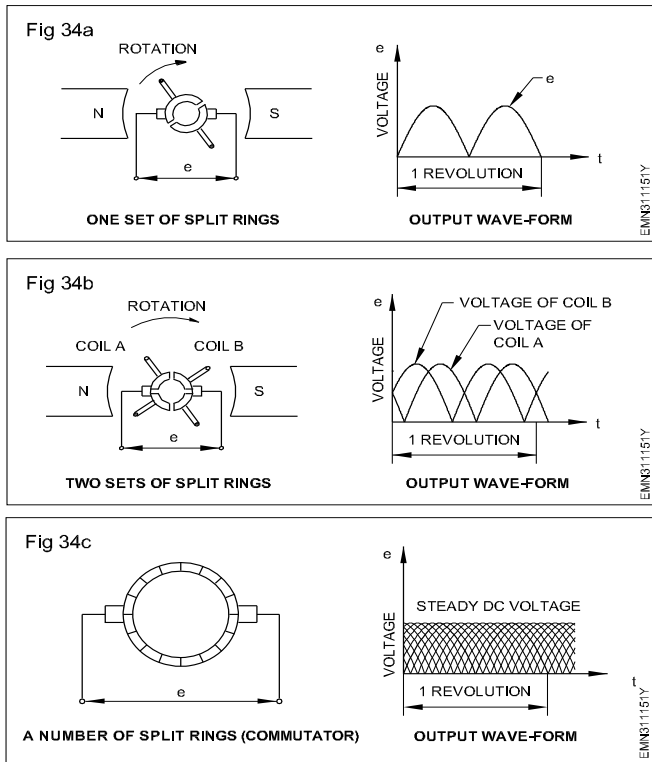 Fig 34a
ROTATION
N
S
e
ONE SET OF SPLIT RINGS
e
VOLTAGE
e
t
1 REVOLUTION
OUTPUT WAVE-FORM
EMN311151Y
Fig 34b
ROTATION
COIL A
COIL B
N
S
e
TWO SETS OF SPLIT RINGS
e
VOLTAGE OF COIL B
VOLTAGE OF
COIL A
VOLTAGE
t
1 REVOLUTION
OUTPUT WAVE-FORM
EMN311151Y
Fig 34c
e
A NUMBER OF SPLIT RINGS (COMMUTATOR)
e
STEADY DC VOLTAGE
VOLTAGE
t
1 REVOLUTION
OUTPUT WAVE-FORM
EMN311151Y